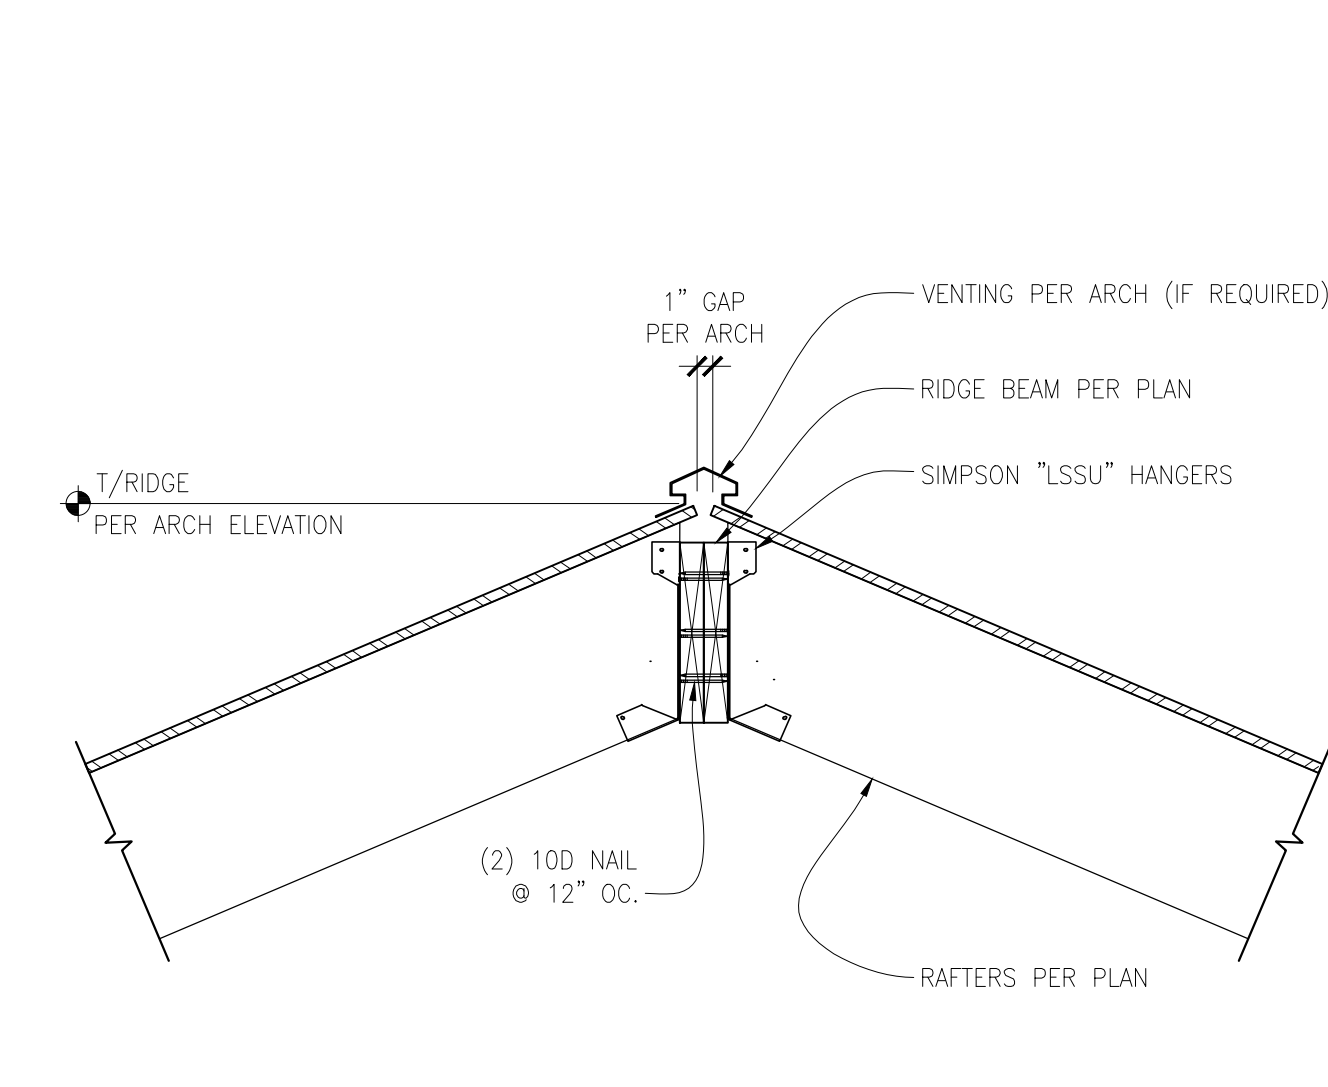 1" GAP
PER ARCH
VENTING PER ARCH (IF REQUIRED)
RIDGE BEAM PER PLAN
SIMPSON "LSSU" HANGERS
T/RIDGE
PER ARCH ELEVATION
(2) 10D NAIL
@ 12" OC.
RAFTERS PER PLAN